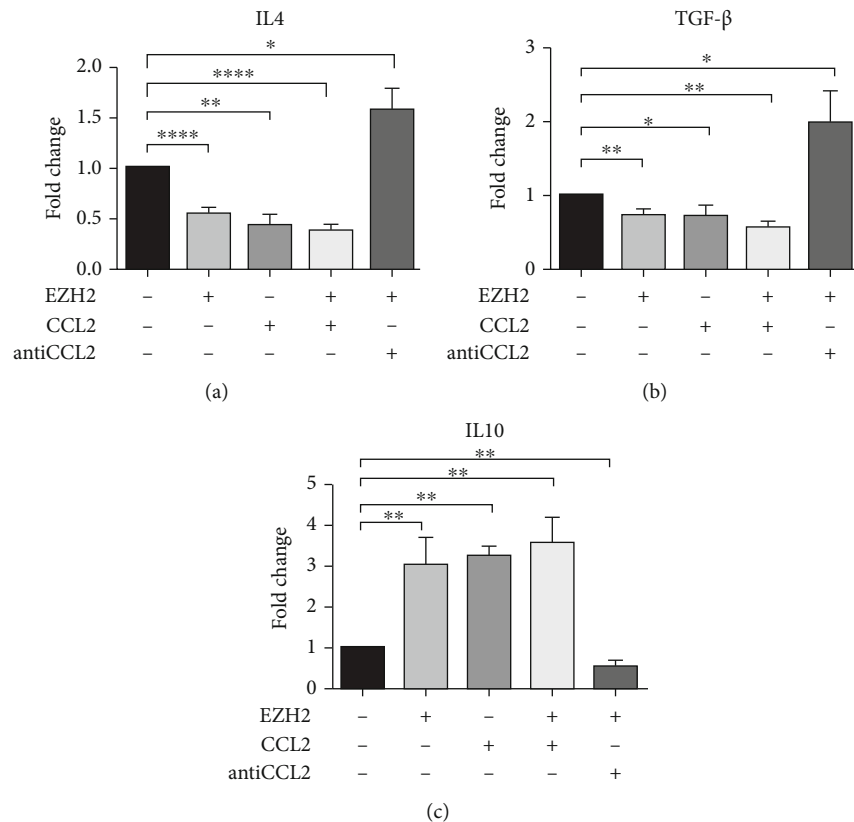 IL4
*
****
**
****
Fold change
2.0
1.5
1.0
0.5
0.0
EZH2 – + – + +
CCL2 – – + + –
antiCCL2 – – – – +
(a)
TGF-β
*
**
*
**
Fold change
3
2
1
0
EZH2 – + – + +
CCL2 – – + + –
antiCCL2 – – – – +
(b)
IL10
**
**
**
**
Fold change
5
4
3
2
1
0
EZH2 – + – + +
CCL2 – – + + –
antiCCL2 – – – – +
(c)